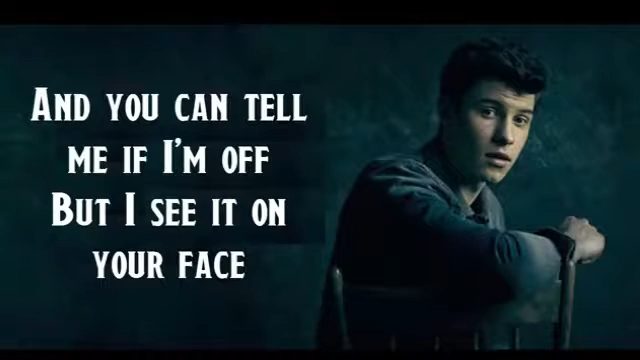 AND YOU CAN TELL
ME IF I'M OFF
BUT I SEE IT ON
YOUR FACE